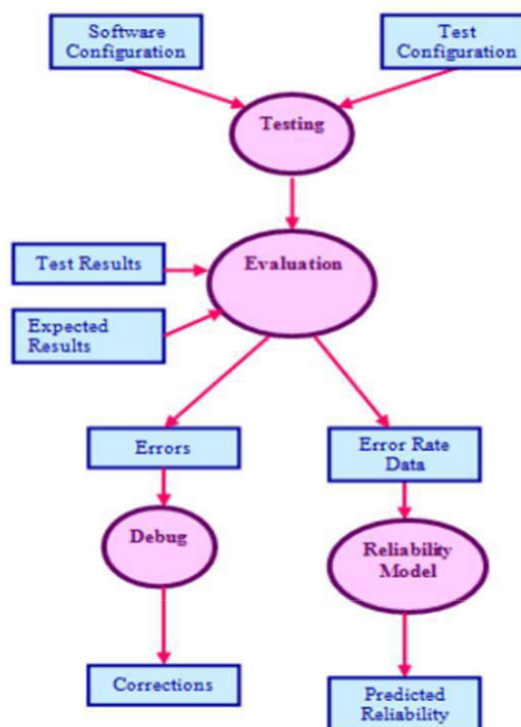 Software
Configuration
Test
Configuration
Testing
Evaluation
Test Results
Expected
Results
Errors
Error Rate
Data
Debug
Reliability
Model
Corrections
Predicted
Reliability